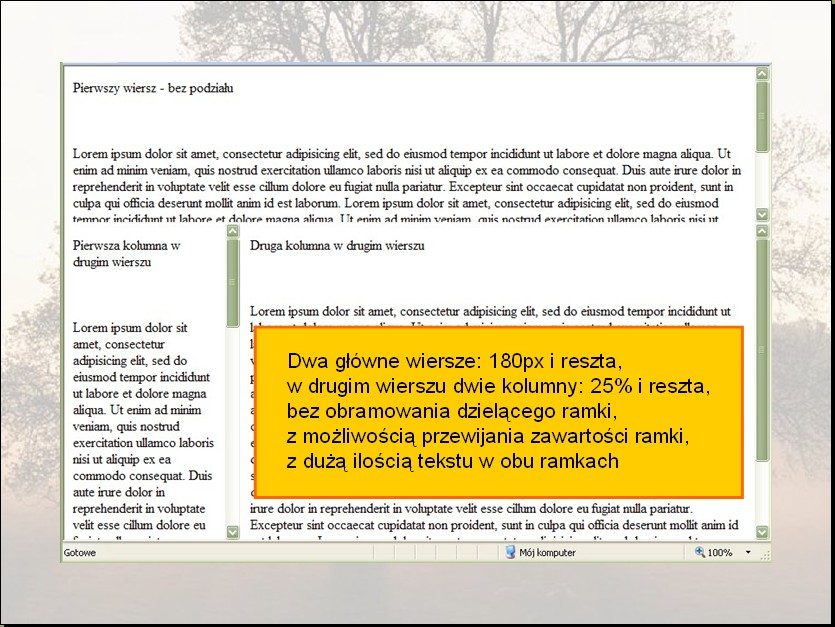 Pierwszy wiersz - bez podziału
Lorem ipsum dolor sit amet, consectetur adipisicing elit, sed do eiusmod tempor incididunt ut labore et dolore magna aliqua. Ut
enim ad minim veniam, quis nostrud exercitation ullamco laboris nisi ut aliquip ex ea commodo consequat. Duis aute irure dolor in
reprehenderit in voluptate velit esse cillum dolore eu fugiat nulla pariatur. Excepteur sint occaecat cupidatat non proident, sunt in
culpa qui officia deserunt mollit anim id est laborum. Lorem ipsum dolor sit amet, consectetur adipisicing elit, sed do eiusmod
tempor incididunt ut labore et dolore magna aliqua. Ut enim ad minim veniam, quis nostrud exercitation ullamco laboris nisi ut
Pierwsza kolumna w
drugim wierszu
Lorem ipsum dolor sit
amet, consectetur
adipisicing elit, sed do
eiusmod tempor incididunt
ut labore et dolore magna
aliqua. Ut enim ad minim
veniam, quis nostrud
exercitation ullamco laboris
nisi ut aliquip ex ea
commodo consequat. Duis
aute irure dolor in
reprehenderit in voluptate
velit esse cillum dolore eu
Druga kolumna w drugim wierszu
Lorem ipsum dolor sit amet, consectetur adipisicing elit, sed do eiusmod tempor incididunt ut
Dwa główne wiersze: 180px i reszta,
w drugim wierszu dwie kolumny: 25% i reszta,
bez obramowania dzielącego ramki,
z możliwością przewijania zawartości ramki,
z dużą ilością tekstu w obu ramkach
irure dolor in reprehenderit in voluptate velit esse cillum dolore eu fugiat nulla pariatur.
Excepteur sint occaecat cupidatat non proident, sunt in culpa qui officia deserunt mollit anim id
Gotowe
Mój komputer
100%